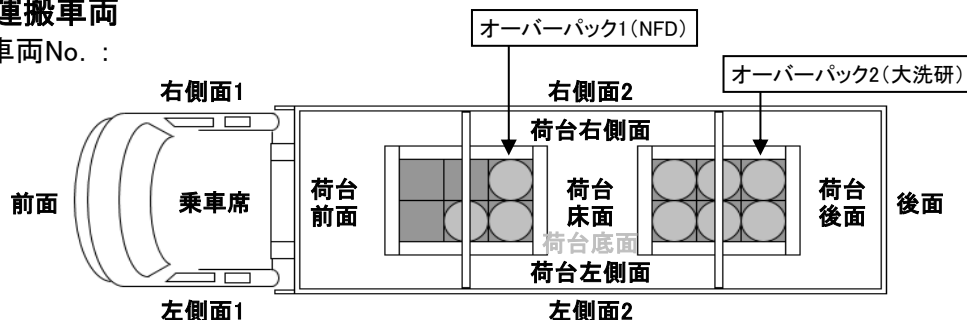 運搬車両
車両No. :
オーバーパック1(NFD)
オーバーパック2(大洗研)
右側面1
右側面2
荷台右側面
前面
乗車席
荷台
前面
荷台
床面
荷台底面
荷台
後面
後面
荷台左側面
左側面1
左側面2